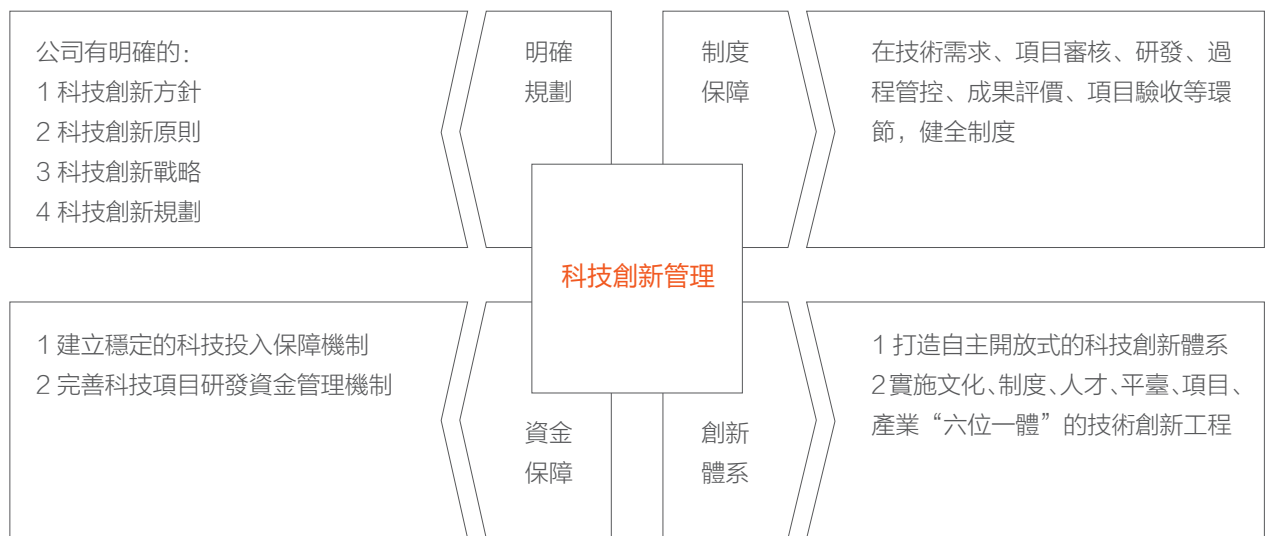 公司有明確的：
1 科技創新方針
2 科技創新原則
3 科技創新戰略
4 科技創新規劃
明確
規劃
制度
保障
在技術需求、項目審核、研發、過
程管控、成果評價、項目驗收等環
節，健全制度
科技創新管理
1 建立穩定的科技投入保障機制
2 完善科技項目研發資金管理機制
資金
保障
創新
體系
1 打造自主開放式的科技創新體系
2 實施文化、制度、人才、平臺、項目、
產業“六位一體”的技術創新工程